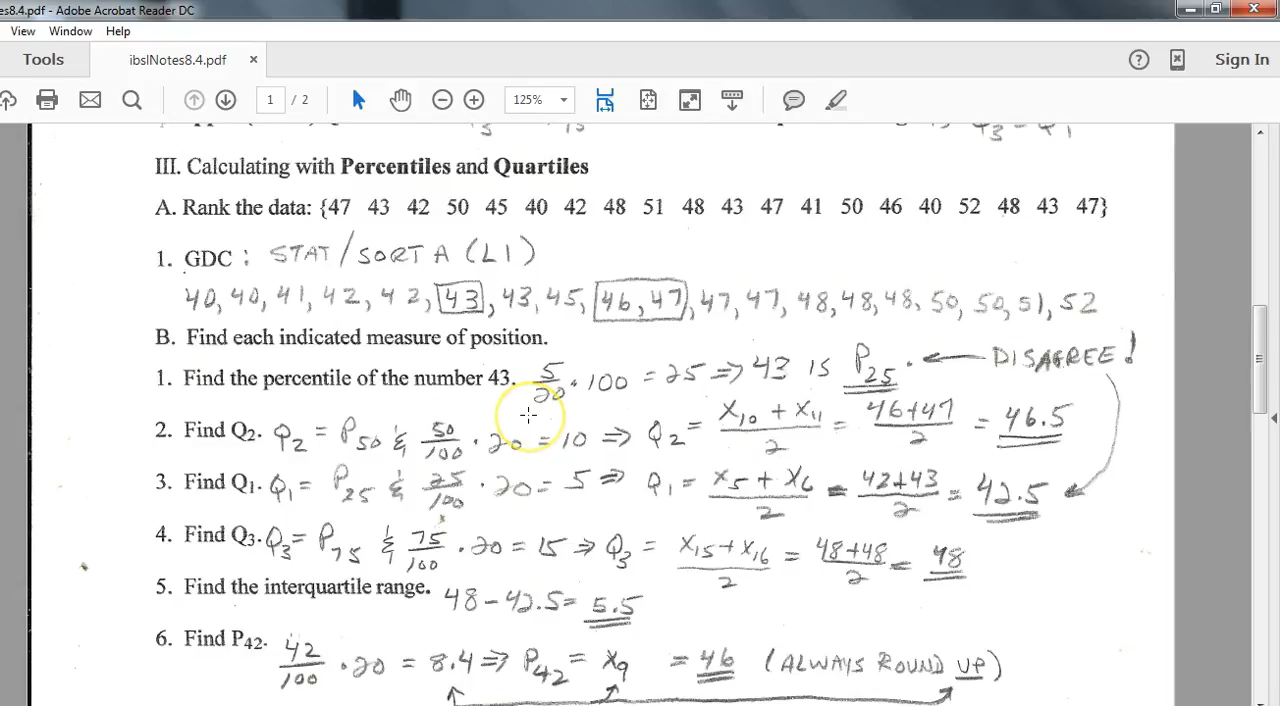 es8.4.pdf - Adobe Acrobat Reader DC
View Window Help
Tools ibslNotes8.4.pdf × ? Sign In
1 / 2 125%
III. Calculating with Percentiles and Quartiles
A. Rank the data: {47 43 42 50 45 40 42 48 51 48 43 47 41 50 46 40 52 48 43 47}
1. GDC : STAT/SORT A (L1)
40, 40, 41, 42, 42, 43, 43, 45, 46, 47, 47, 47, 48, 48, 48, 50, 50, 51, 52
B. Find each indicated measure of position.
1. Find the percentile of the number 43. 5/20 · 100 = 25 ⇒ 43 IS P25. ← DISAGREE!
2. Find Q2. Q2 = P50 & 50/100 · 20 = 10 ⇒ Q2 = X10 + X11/2 = 46+47/2 = 46.5
3. Find Q1. Q1 = P25 & 25/100 · 20 = 5 ⇒ Q1 = X5 + X6/2 = 42+43/2 = 42.5
4. Find Q3. Q3 = P75 & 75/100 · 20 = 15 ⇒ Q3 = X15+X16/2 = 48+48/2 = 48
5. Find the interquartile range. 48-42.5= 5.5
6. Find P42. 42/100 · 20 = 8.4 ⇒ P42 = X9 = 46 (ALWAYS ROUND UP)